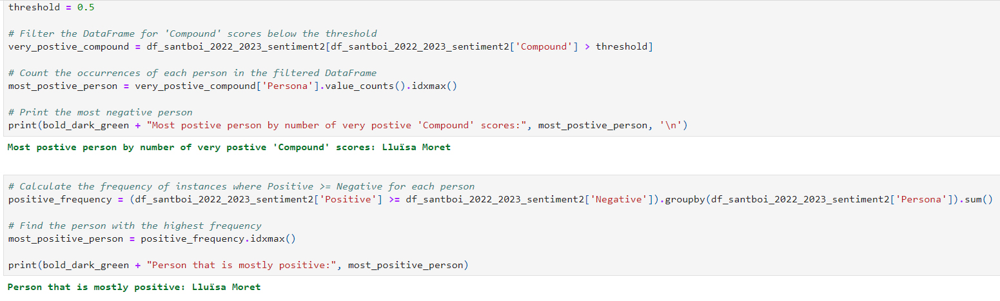 threshold = 0.5
# Filter the DataFrame for 'Compound' scores below the threshold
very_postive_compound = df_santboi_2022_2023_sentiment2[df_santboi_2022_2023_sentiment2['Compound'] > threshold]
# Count the occurrences of each person in the filtered DataFrame
most_postive_person = very_postive_compound['Persona'].value_counts().idxmax()
# Print the most negative person
print(bold_dark_green + "Most postive person by number of very postive 'Compound' scores:", most_postive_person, '\n')
Most postive person by number of very postive 'Compound' scores: Lluïsa Moret
# Calculate the frequency of instances where Positive >= Negative for each person
positive_frequency = (df_santboi_2022_2023_sentiment2['Positive'] >= df_santboi_2022_2023_sentiment2['Negative']).groupby(df_santboi_2022_2023_sentiment2['Persona']).sum()
# Find the person with the highest frequency
most_positive_person = positive_frequency.idxmax()
print(bold_dark_green + "Person that is mostly positive:", most_positive_person)
Person that is mostly positive: Lluïsa Moret